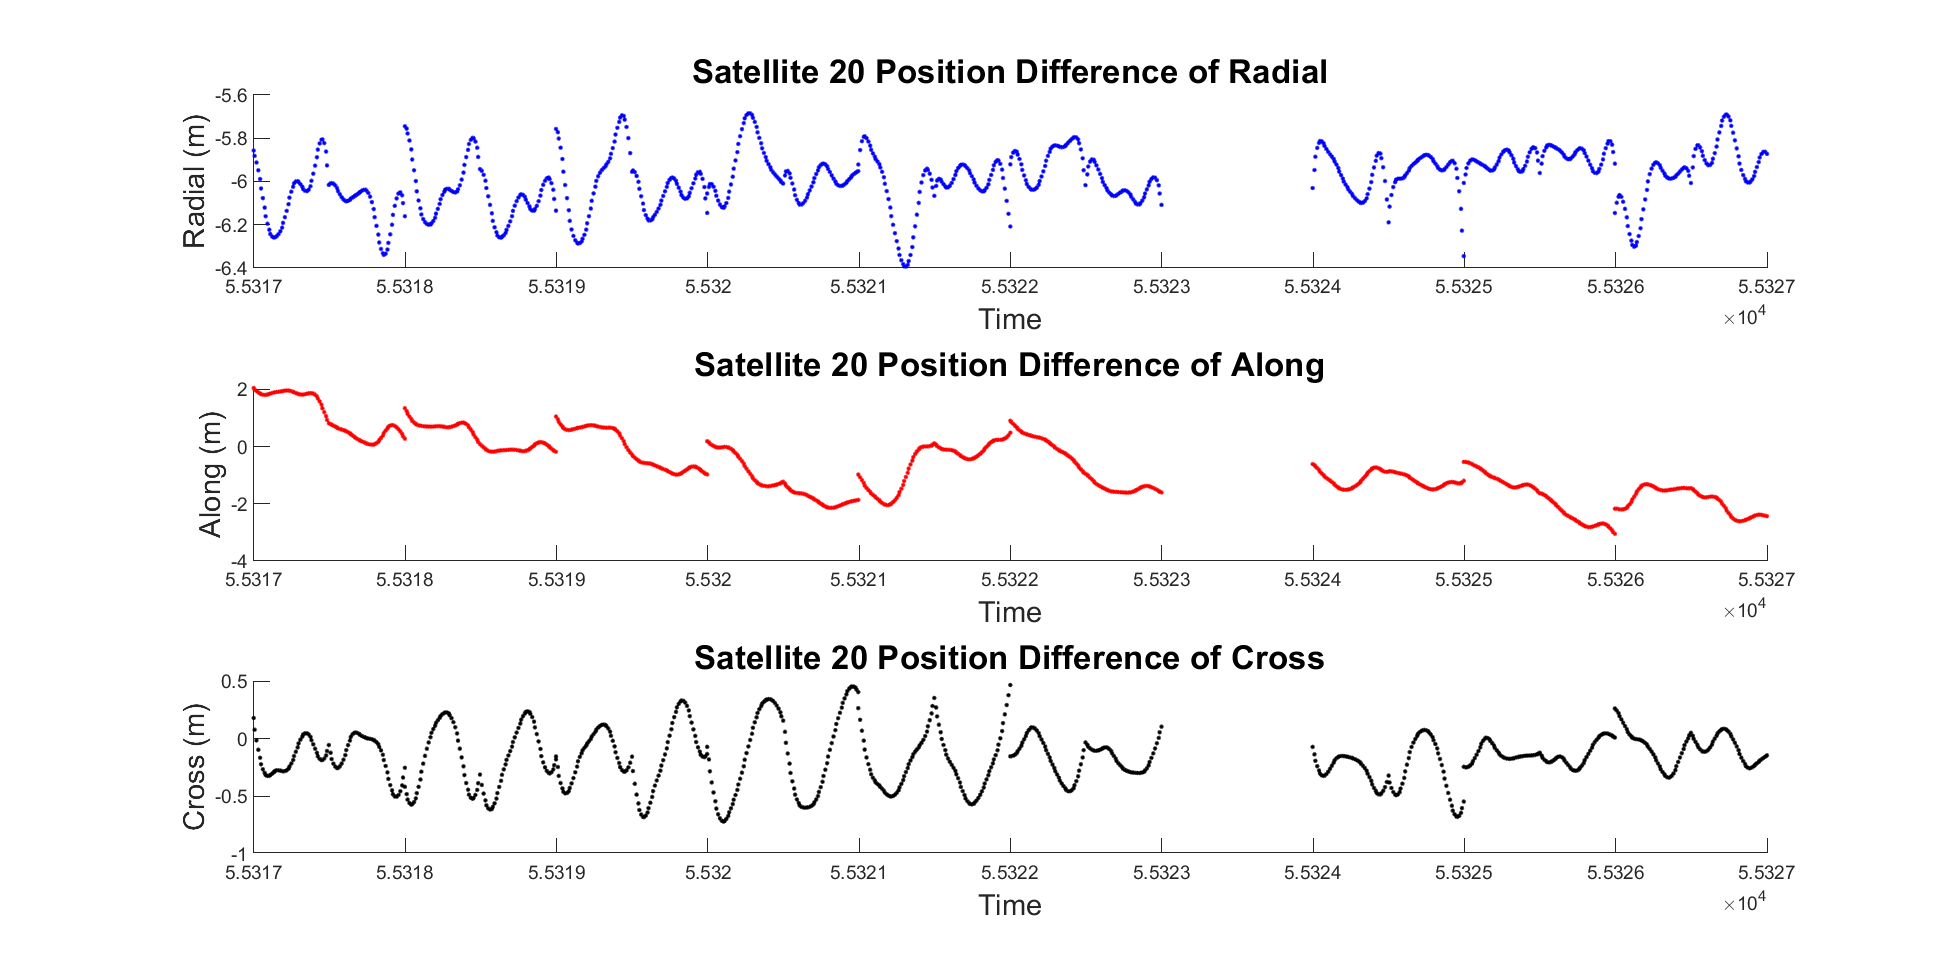 Satellite 20 Position Difference of Radial
Radial (m)
-5.6
-5.8
-6
-6.2
-6.4
5.5317 5.5318 5.5319 5.532 5.5321 5.5322 5.5323 5.5324 5.5325 5.5326 5.5327
Time
×10^4
Satellite 20 Position Difference of Along
Along (m)
2
0
-2
-4
5.5317 5.5318 5.5319 5.532 5.5321 5.5322 5.5323 5.5324 5.5325 5.5326 5.5327
Time
×10^4
Satellite 20 Position Difference of Cross
Cross (m)
0.5
0
-0.5
-1
5.5317 5.5318 5.5319 5.532 5.5321 5.5322 5.5323 5.5324 5.5325 5.5326 5.5327
Time
×10^4